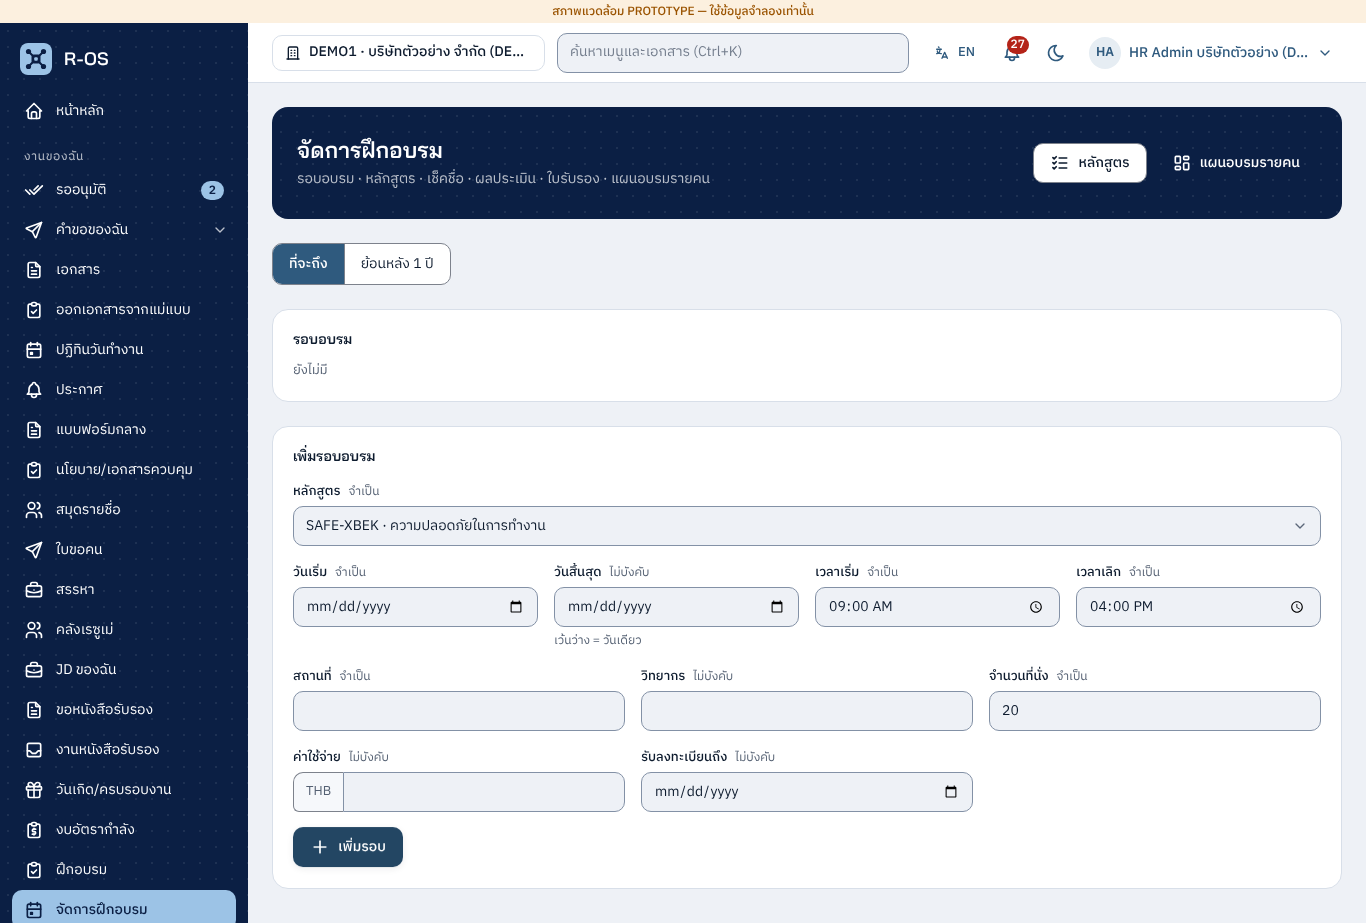 สภาพแวดล้อม PROTOTYPE — ใช้ข้อมูลจำลองเท่านั้น
R-OS
DEMO1 · บริษัทตัวอย่าง จำกัด (DE...
ค้นหาเมนูและเอกสาร (Ctrl+K)
EN
27
HA
HR Admin บริษัทตัวอย่าง (D...
หน้าหลัก
งานของฉัน
รออนุมัติ 2
คำขอของฉัน
เอกสาร
ออกเอกสารจากแม่แบบ
ปฏิทินวันทำงาน
ประกาศ
แบบฟอร์มกลาง
นโยบาย/เอกสารควบคุม
สมุดรายชื่อ
ใบขอคน
สรรหา
คลังเรซูเม่
JD ของฉัน
ขอหนังสือรับรอง
งานหนังสือรับรอง
วันเกิด/ครบรอบงาน
งบอัตรากำลัง
ฝึกอบรม
จัดการฝึกอบรม
จัดการฝึกอบรม
รอบอบรม · หลักสูตร · เช็คชื่อ · ผลประเมิน · ใบรับรอง · แผนอบรมรายคน
หลักสูตร
แผนอบรมรายคน
ที่จะถึง
ย้อนหลัง 1 ปี
รอบอบรม
ยังไม่มี
เพิ่มรอบอบรม
หลักสูตร จำเป็น
SAFE-XBEK · ความปลอดภัยในการทำงาน
วันเริ่ม จำเป็น
วันสิ้นสุด ไม่บังคับ
เวลาเริ่ม จำเป็น
เวลาเลิก จำเป็น
mm/dd/yyyy
mm/dd/yyyy
09:00 AM
04:00 PM
เว้นว่าง = วันเดียว
สถานที่ จำเป็น
วิทยากร ไม่บังคับ
จำนวนที่นั่ง จำเป็น
20
ค่าใช้จ่าย ไม่บังคับ
รับลงทะเบียนถึง ไม่บังคับ
THB
mm/dd/yyyy
เพิ่มรอบ